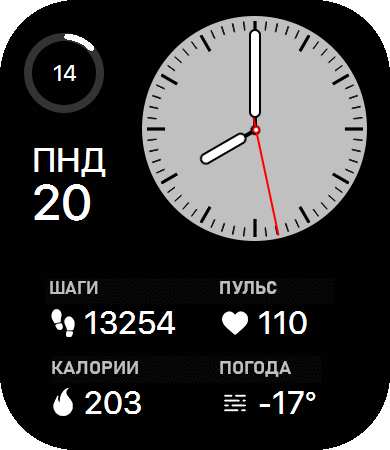 14
ПНД
20
ШАГИ
13254
ПУЛЬС
110
КАЛОРИИ
203
ПОГОДА
-17°